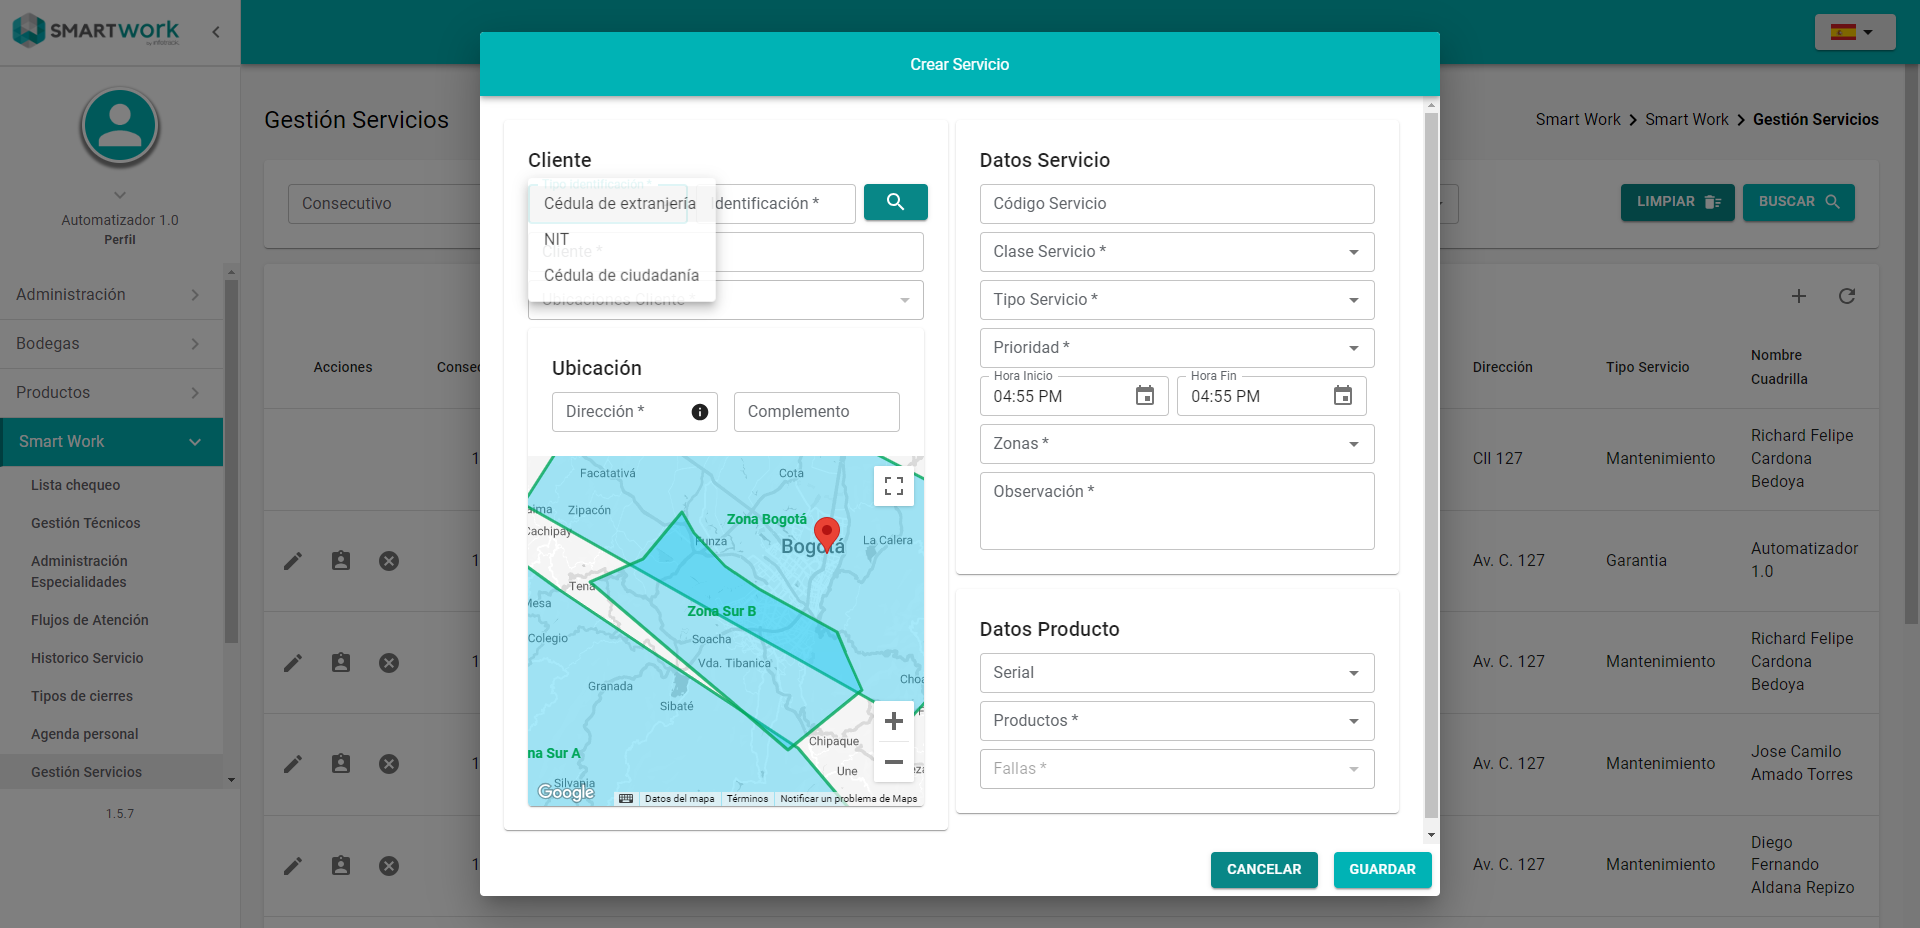 SMARTWORK
by infotrack
Automatizador 1.0
Perfil
Administración
Bodegas
Productos
Smart Work
Lista chequeo
Gestión Técnicos
Administración
Especialidades
Flujos de Atención
Historico Servicio
Tipos de cierres
Agenda personal
Gestión Servicios
1.5.7
Gestión Servicios
Smart Work > Smart Work > Gestión Servicios
Consecutivo
LIMPIAR
BUSCAR
Acciones
Crear Servicio
Cliente
Tipo Identificación *
Cédula de extranjería
NIT
Cédula de ciudadanía
Identificación *
Cliente *
Ubicaciones Cliente *
Ubicación
Dirección *
Complemento
Facatativá
Cota
Zipacón
Cachipay
Zona Bogotá
Funza
Bogotá
La Calera
Tena
Mesa
Zona Sur B
Colegio
Soacha
Vda. Tibanica
Granada
Sibaté
Chipaque
Une
Silvania
Google
Datos del mapa
Términos
Notificar un problema de Maps
Datos Servicio
Código Servicio
Clase Servicio *
Tipo Servicio *
Prioridad *
Hora Inicio
04:55 PM
Hora Fin
04:55 PM
Zonas *
Observación *
Datos Producto
Serial
Productos *
Fallas *
CANCELAR
GUARDAR
Dirección
Tipo Servicio
Nombre
Cuadrilla
Cll 127
Mantenimiento
Richard Felipe
Cardona
Bedoya
Av. C. 127
Garantia
Automatizador
1.0
Av. C. 127
Mantenimiento
Richard Felipe
Cardona
Bedoya
Av. C. 127
Mantenimiento
Jose Camilo
Amado Torres
Av. C. 127
Mantenimiento
Diego
Fernando
Aldana Repizo